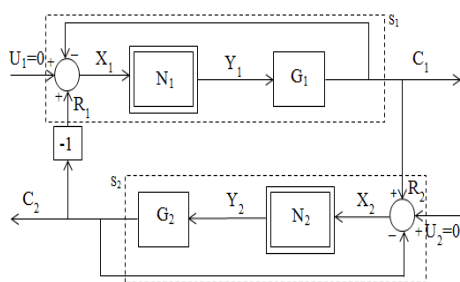 S1
U1=0
+
−
X1
N1
Y1
G1
C1
+
R1
-1
S2
C2
G2
Y2
N2
X2
+
R2
−
+
U2=0